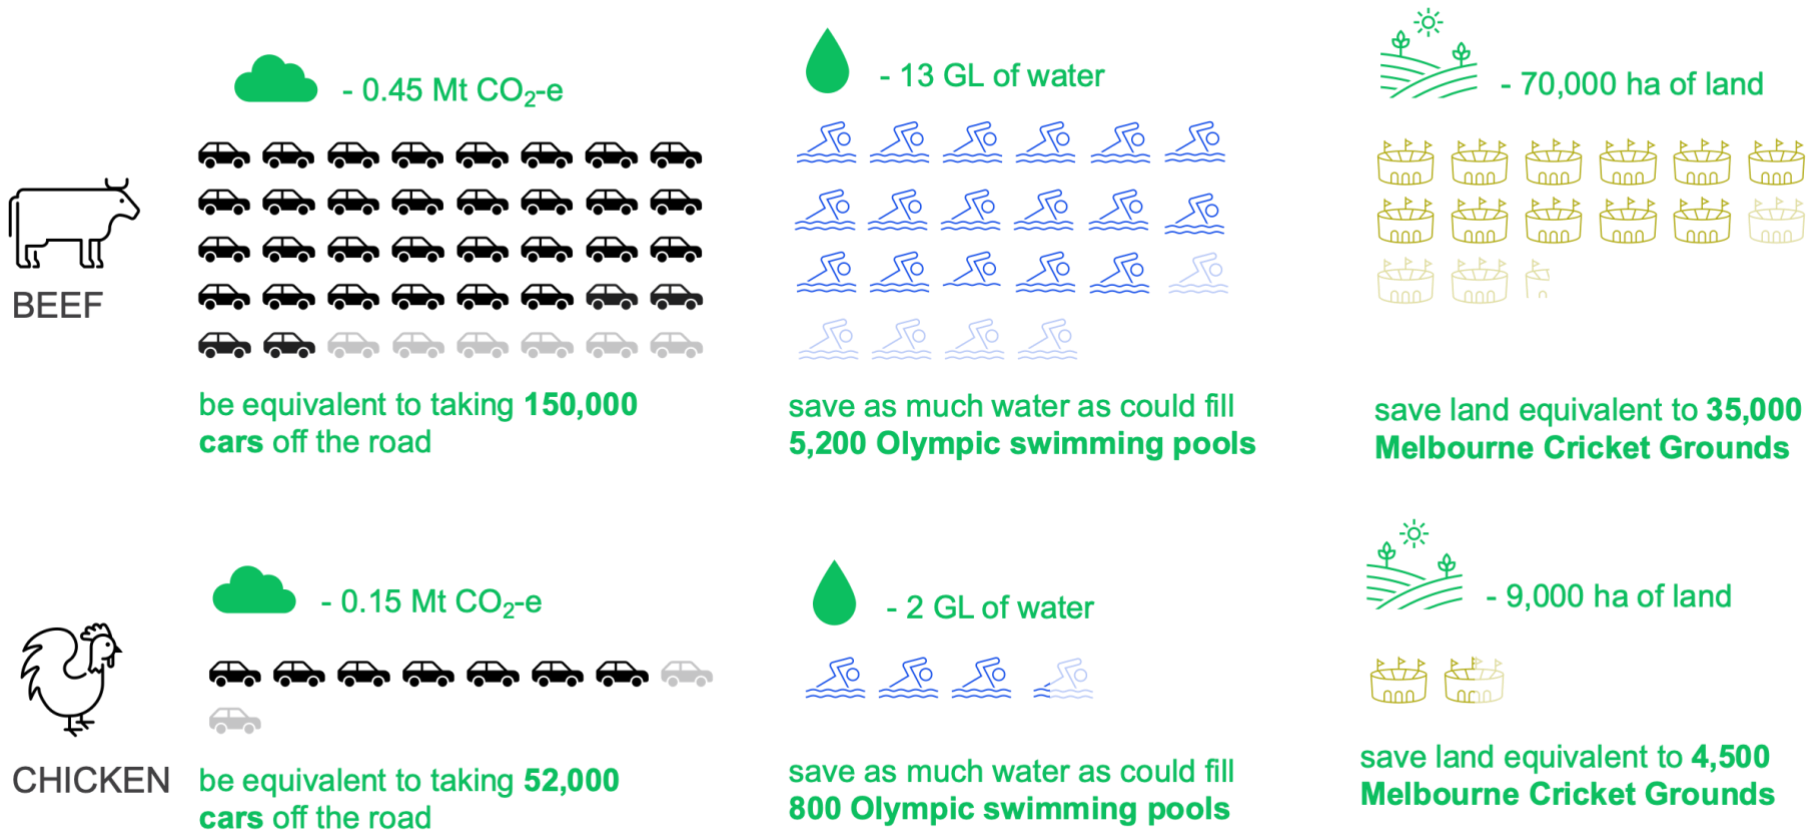 - 0.45 Mt CO₂-e
- 13 GL of water
- 70,000 ha of land
BEEF
be equivalent to taking 150,000
cars off the road
save as much water as could fill
5,200 Olympic swimming pools
save land equivalent to 35,000
Melbourne Cricket Grounds
- 0.15 Mt CO₂-e
- 2 GL of water
- 9,000 ha of land
CHICKEN
be equivalent to taking 52,000
cars off the road
save as much water as could fill
800 Olympic swimming pools
save land equivalent to 4,500
Melbourne Cricket Grounds